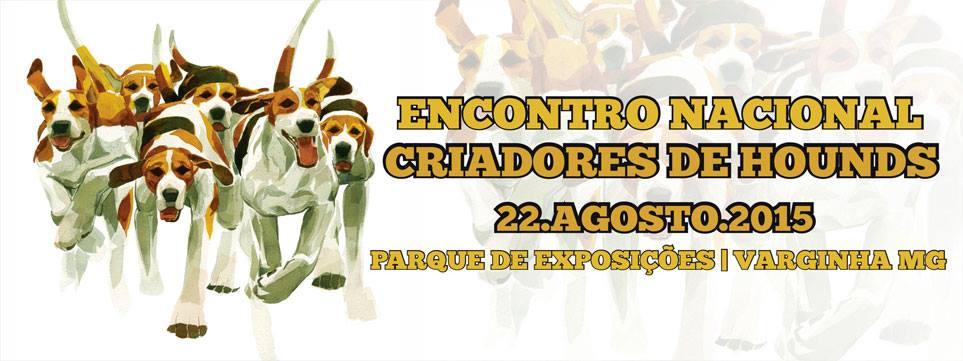 ENCONTRO NACIONAL
CRIADORES DE HOUNDS
22.AGOSTO.2015
PARQUE DE EXPOSIÇÕES | VARGINHA MG